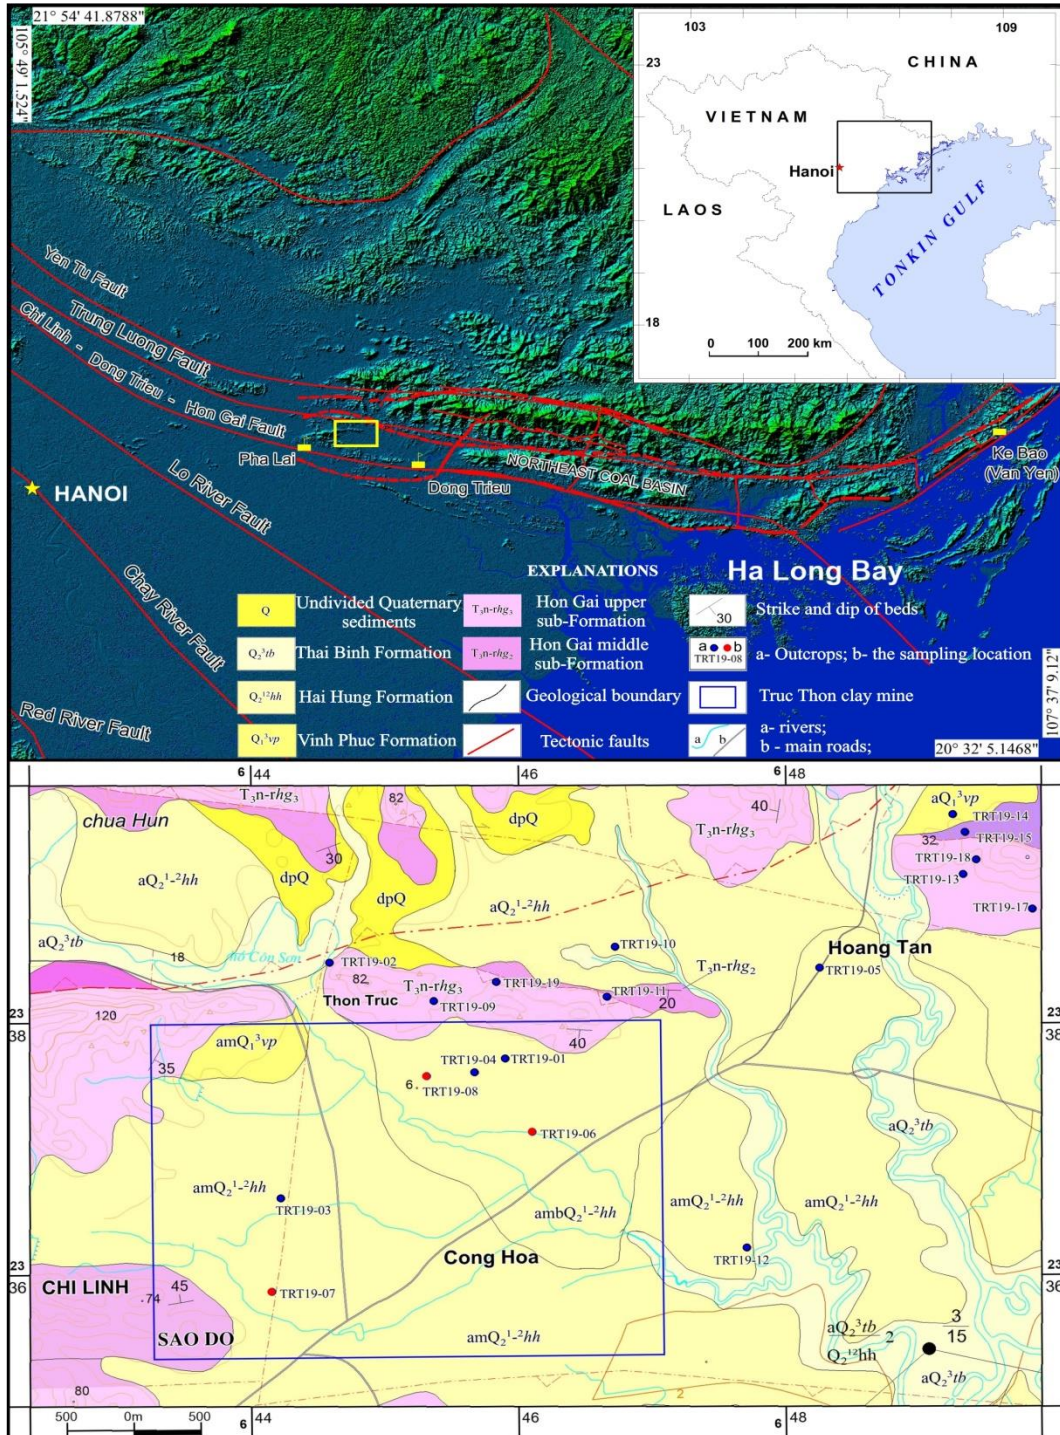 21° 54' 41.8788"
105° 49' 1.524"
103
109
23
CHINA
VIETNAM
Hanoi
LAOS
TONKIN GULF
18
0 100 200 km
Yen Tu Fault
Trung Luong Fault
Chi Linh - Dong Trieu - Hon Gai Fault
Pha Lai
Dong Trieu
NORTHEAST COAL BASIN
Ke Bao
(Van Yen)
HANOI
Lo River Fault
Chay River Fault
Red River Fault
Ha Long Bay
EXPLANATIONS
Q Undivided Quaternary
sediments
Q₂³tb Thai Binh Formation
Q₂¹²hh Hai Hung Formation
Q₁³vp Vinh Phuc Formation
T₃n-rhg₃ Hon Gai upper
sub-Formation
T₃n-rhg₂ Hon Gai middle
sub-Formation
Geological boundary
Tectonic faults
30 Strike and dip of beds
a b
TRT19-08 a- Outcrops; b- the sampling location
Truc Thon clay mine
a b a- rivers;
b - main roads;
107° 37' 9.12"
20° 32' 5.1468"
6 44
46
6 48
T₃n-rhg₃
82
dpQ
40
T₃n-rhg₃
aQ₁³vp
TRT19-14
32
TRT19-15
TRT19-18
TRT19-13
TRT19-17
chua Hun
30
dpQ
dpQ
aQ₂¹-²hh
aQ₂¹-²hh
aQ₂³tb
18
TRT19-02
TRT19-10
Hoang Tan
TRT19-05
82
T₃n-rhg₃
TRT19-19
TRT19-11
T₃n-rhg₂
20
Thon Truc
TRT19-09
120
23
38
23
38
amQ₁³vp
40
35
TRT19-04
TRT19-01
6
TRT19-08
TRT19-06
aQ₂³tb
amQ₂¹-²hh
TRT19-03
ambQ₂¹-²hh
amQ₂¹-²hh
amQ₂¹-²hh
Cong Hoa
TRT19-12
23
36
23
36
CHI LINH
45
74
TRT19-07
SAO DO
amQ₂¹-²hh
aQ₂³tb
Q₂¹²hh
2
3
15
aQ₂³tb
80
2
500 0m 500
6 44
46
6 48